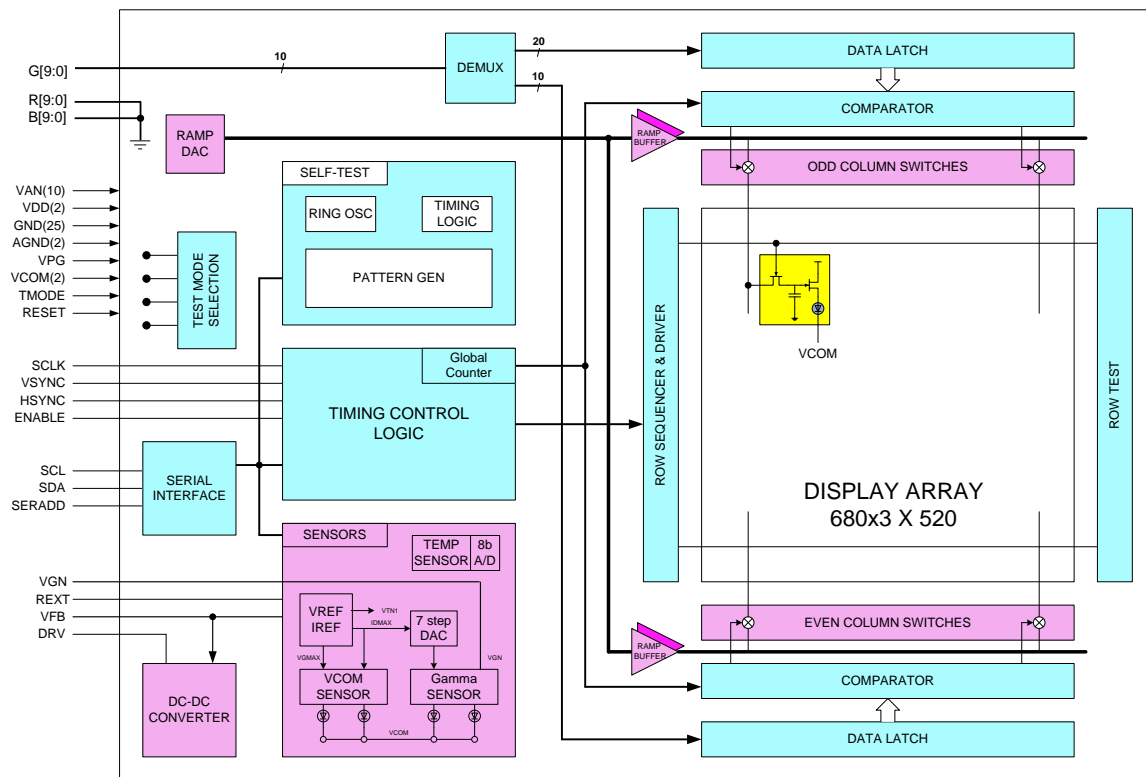 G[9:0]
R[9:0]
B[9:0]
10
DEMUX
20
10
DATA LATCH
COMPARATOR
RAMP
DAC
RAMP
BUFFER
ODD COLUMN SWITCHES
VAN(10)
VDD(2)
GND(25)
AGND(2)
VPG
VCOM(2)
TMODE
RESET
TEST MODE
SELECTION
SELF-TEST
RING OSC
TIMING
LOGIC
PATTERN GEN
ROW SEQUENCER & DRIVER
VCOM
ROW TEST
DISPLAY ARRAY
680x3 X 520
SCLK
VSYNC
HSYNC
ENABLE
Global
Counter
TIMING CONTROL
LOGIC
SCL
SDA
SERADD
SERIAL
INTERFACE
SENSORS
TEMP
SENSOR
8b
A/D
VGN
REXT
VFB
DRV
VREF
IREF
VTN1
IDMAX
7 step
DAC
VGMAX
VGN
VCOM
SENSOR
Gamma
SENSOR
VCOM
DC-DC
CONVERTER
EVEN COLUMN SWITCHES
RAMP
BUFFER
COMPARATOR
DATA LATCH